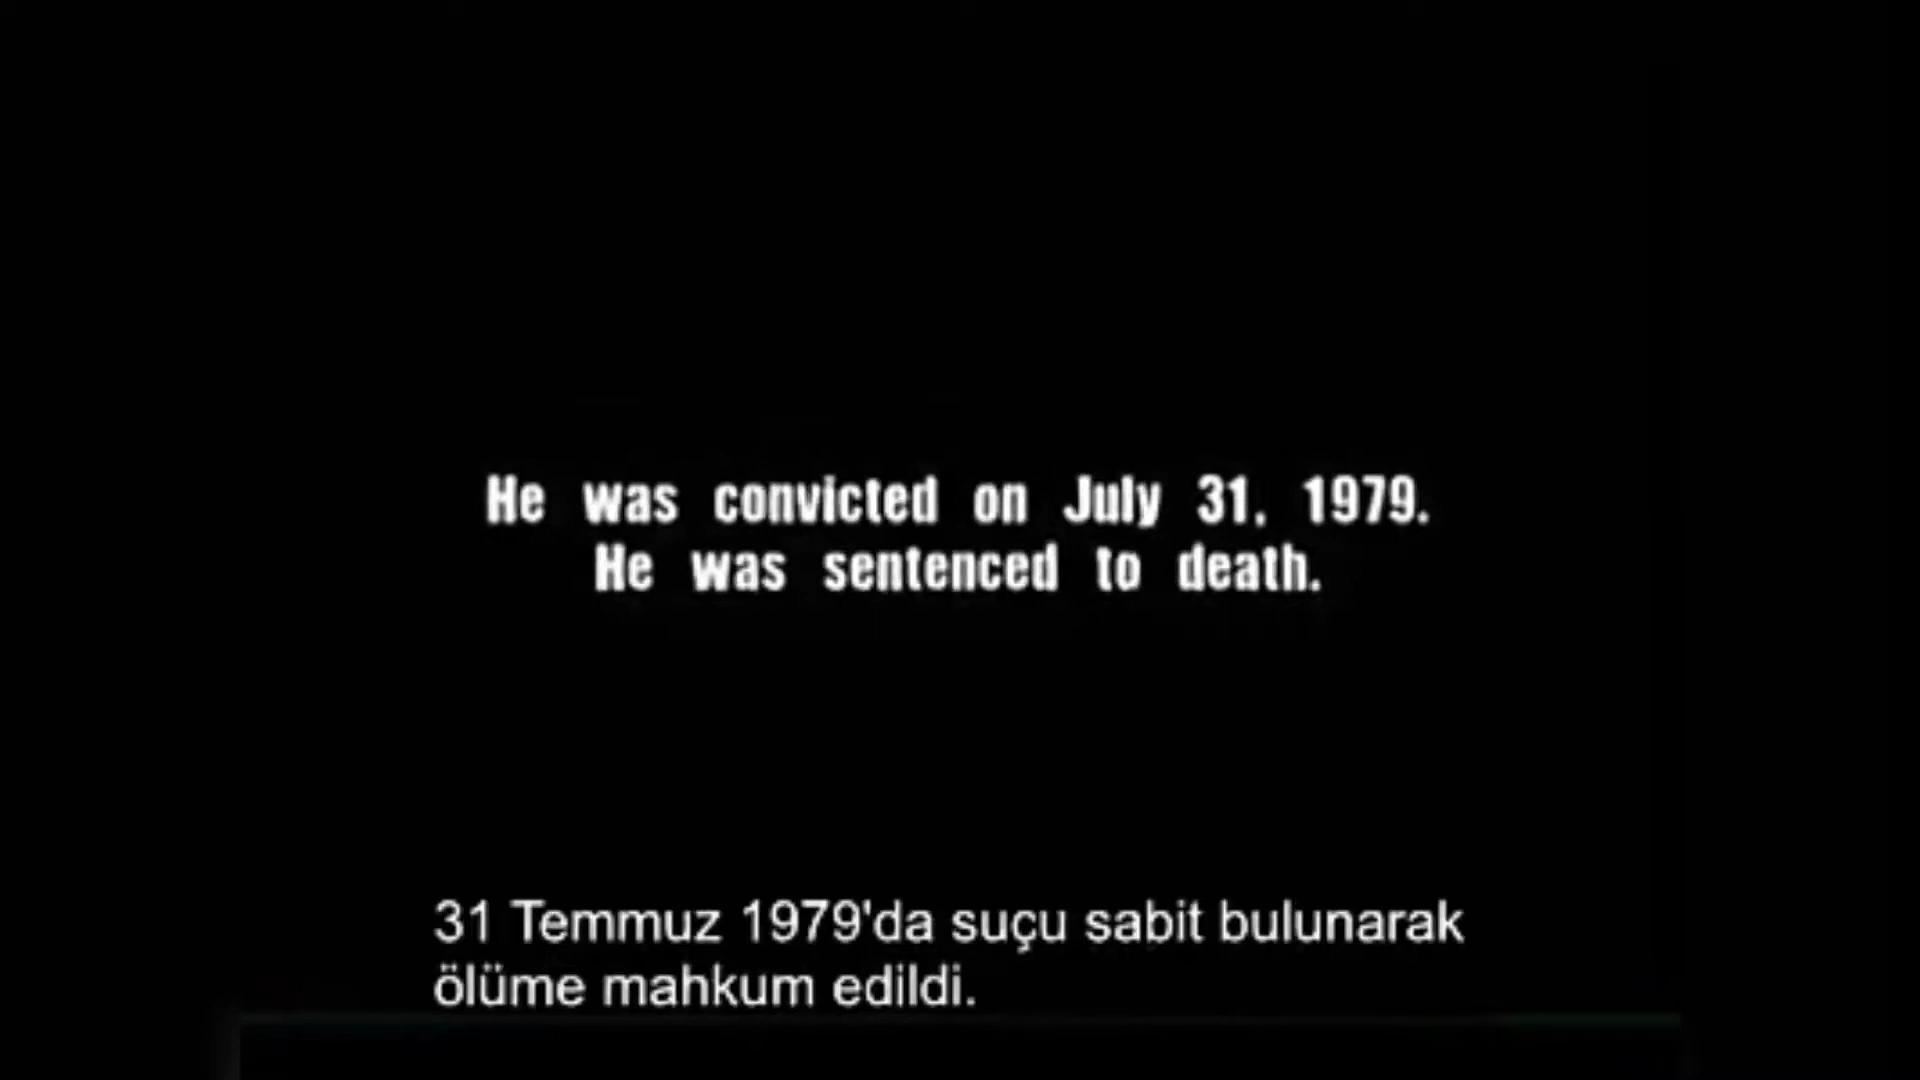 He was convicted on July 31, 1979.
He was sentenced to death.
31 Temmuz 1979'da suçu sabit bulunarak
ölüme mahkum edildi.